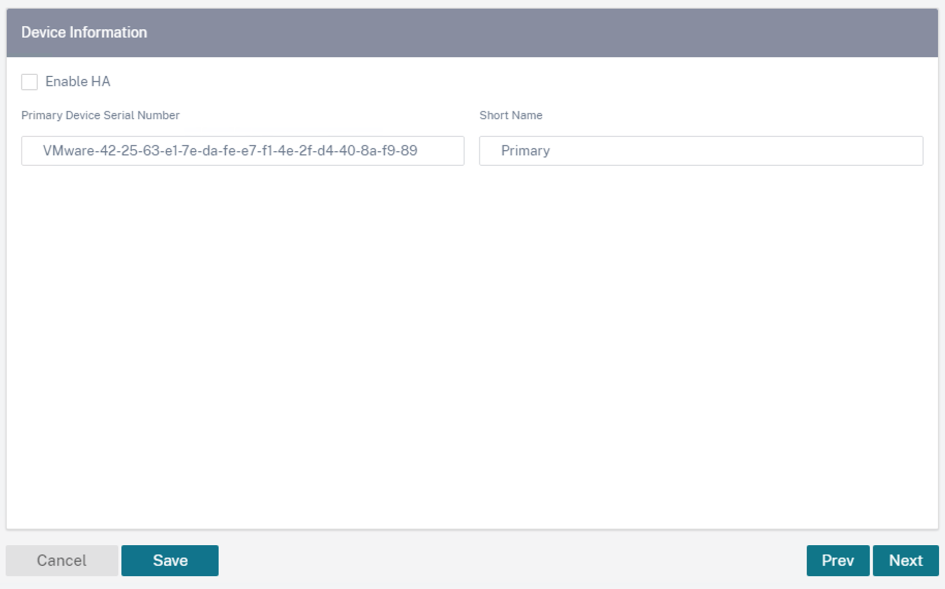 Device Information
Enable HA
Primary Device Serial Number
Short Name
VMware-42-25-63-e1-7e-da-fe-e7-f1-4e-2f-d4-40-8a-f9-89
Primary
Cancel
Save
Prev
Next